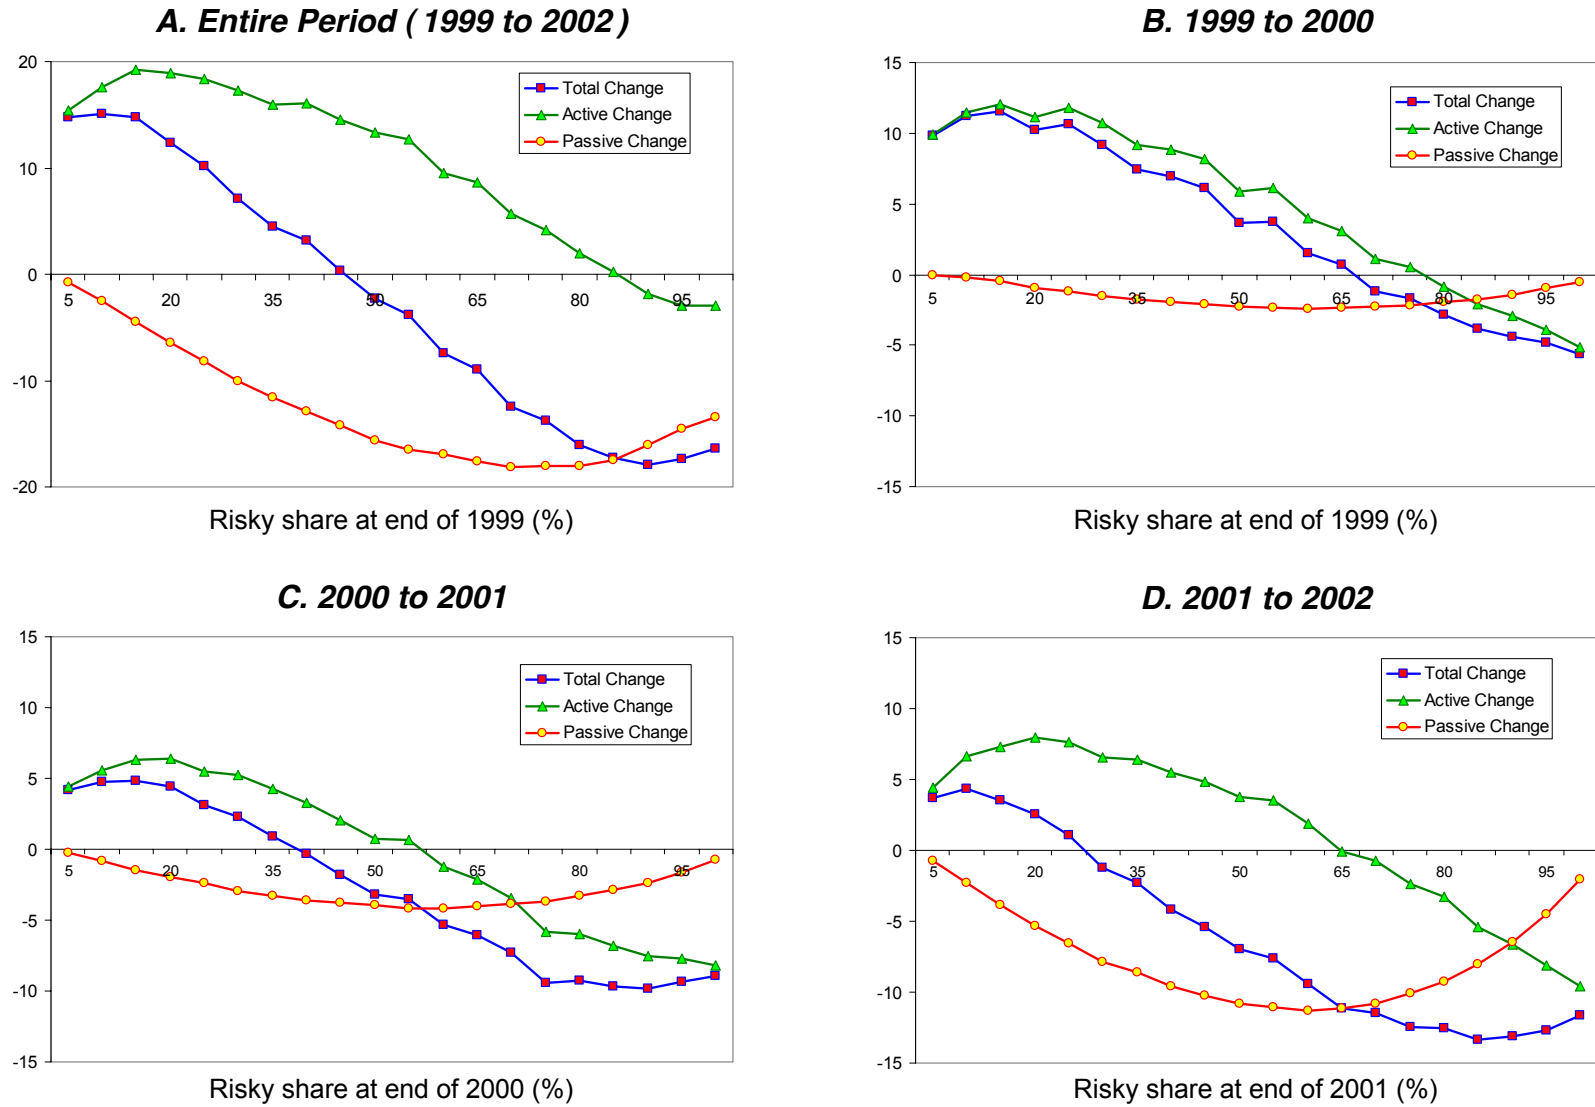 A. Entire Period ( 1999 to 2002 )
20
10
0
-10
-20
5 20 35 50 65 80 95
Total Change
Active Change
Passive Change
Risky share at end of 1999 (%)
B. 1999 to 2000
15
10
5
0
-5
-10
-15
5 20 35 50 65 80 95
Total Change
Active Change
Passive Change
Risky share at end of 1999 (%)
C. 2000 to 2001
15
10
5
0
-5
-10
-15
5 20 35 50 65 80 95
Total Change
Active Change
Passive Change
Risky share at end of 2000 (%)
D. 2001 to 2002
15
10
5
0
-5
-10
-15
5 20 35 50 65 80 95
Total Change
Active Change
Passive Change
Risky share at end of 2001 (%)